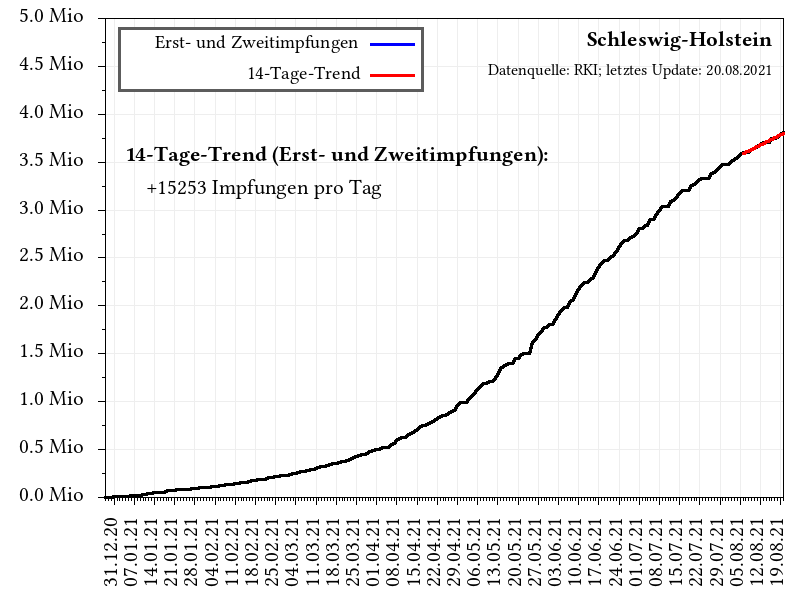 5.0 Mio
4.5 Mio
4.0 Mio
3.5 Mio
3.0 Mio
2.5 Mio
2.0 Mio
1.5 Mio
1.0 Mio
0.5 Mio
0.0 Mio
Erst- und Zweitimpfungen
14-Tage-Trend
Schleswig-Holstein
Datenquelle: RKI; letztes Update: 20.08.2021
14-Tage-Trend (Erst- und Zweitimpfungen):
+15253 Impfungen pro Tag
31.12.20
07.01.21
14.01.21
21.01.21
28.01.21
04.02.21
11.02.21
18.02.21
25.02.21
04.03.21
11.03.21
18.03.21
25.03.21
01.04.21
08.04.21
15.04.21
22.04.21
29.04.21
06.05.21
13.05.21
20.05.21
27.05.21
03.06.21
10.06.21
17.06.21
24.06.21
01.07.21
08.07.21
15.07.21
22.07.21
29.07.21
05.08.21
12.08.21
19.08.21